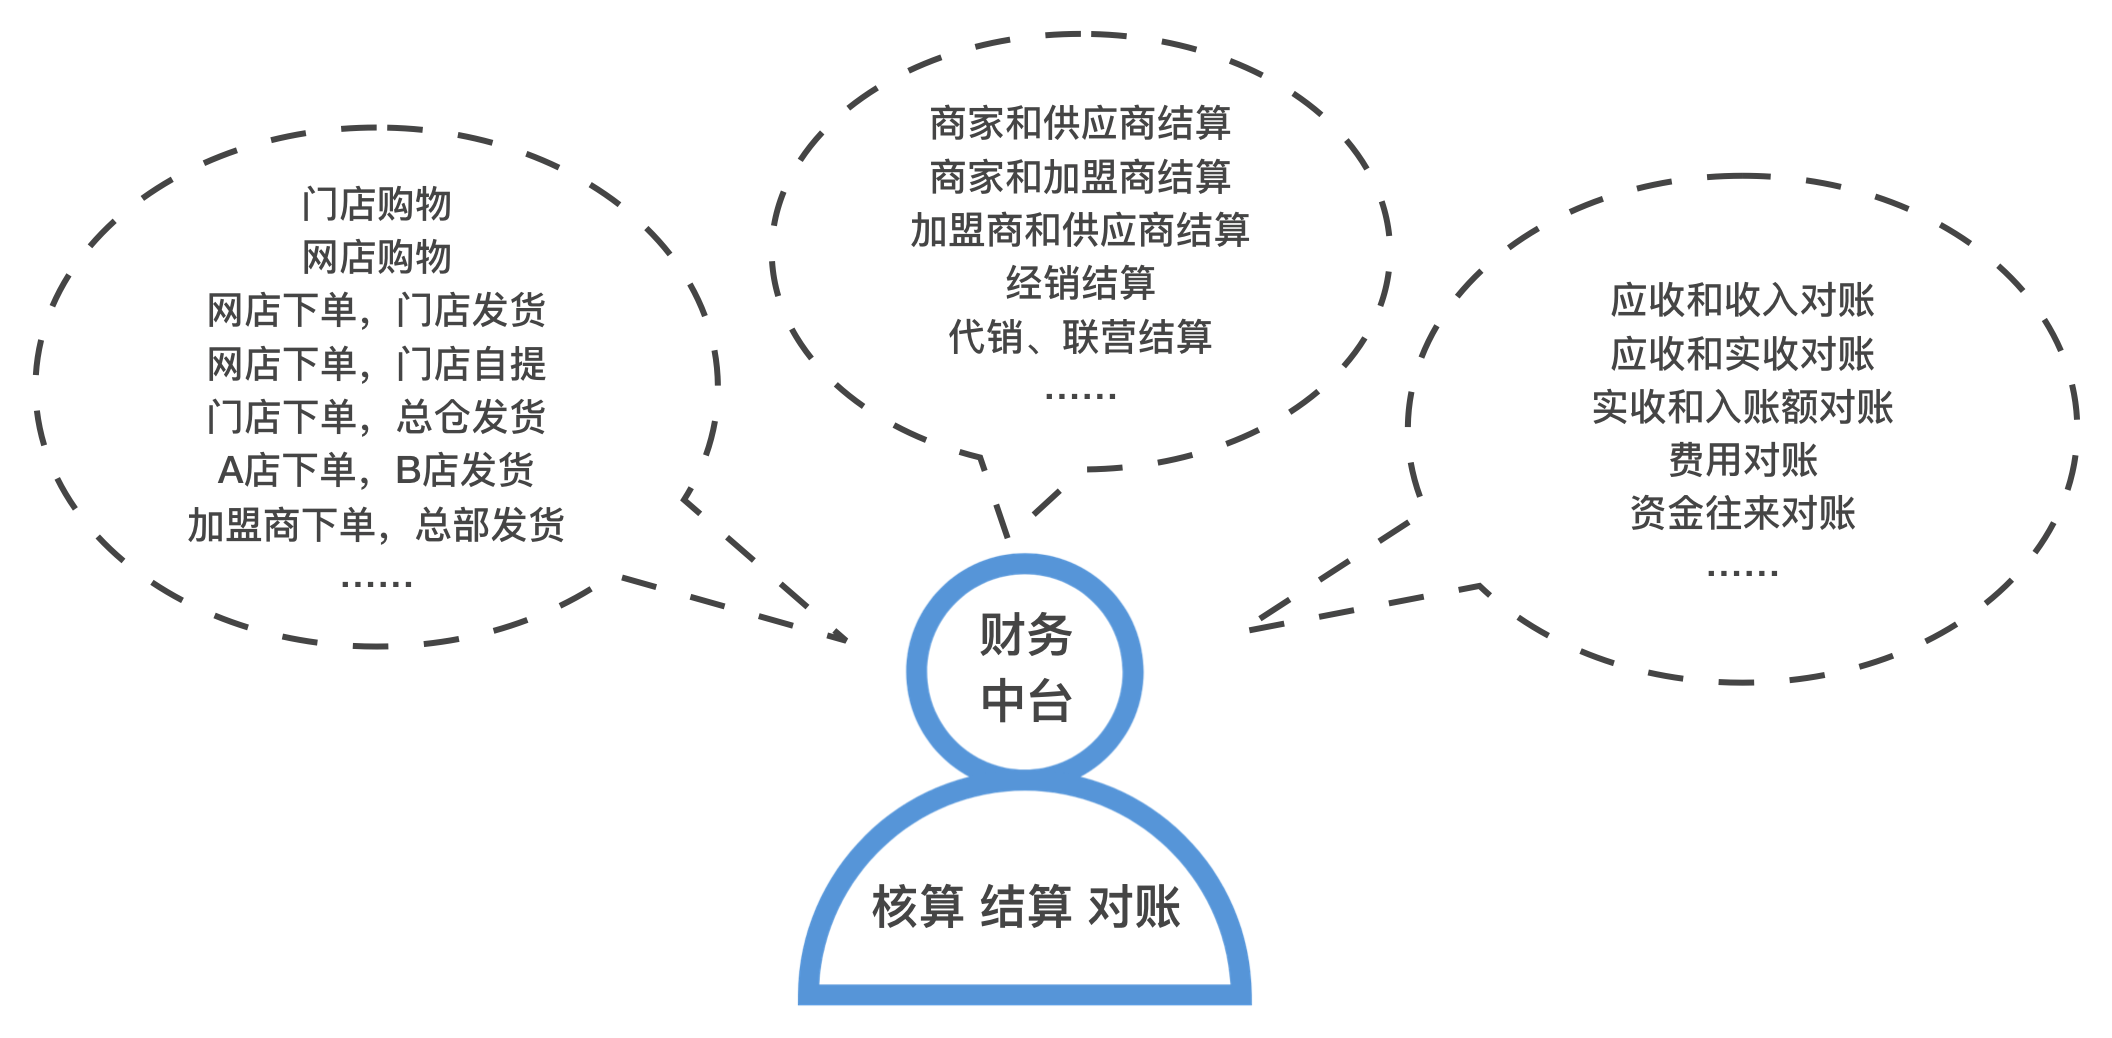 门店购物
网店购物
网店下单，门店发货
网店下单，门店自提
门店下单，总仓发货
A店下单，B店发货
加盟商下单，总部发货
……
商家和供应商结算
商家和加盟商结算
加盟商和供应商结算
经销结算
代销、联营结算
……
应收和收入对账
应收和实收对账
实收和入账额对账
费用对账
资金往来对账
……
财务
中台
核算 结算 对账